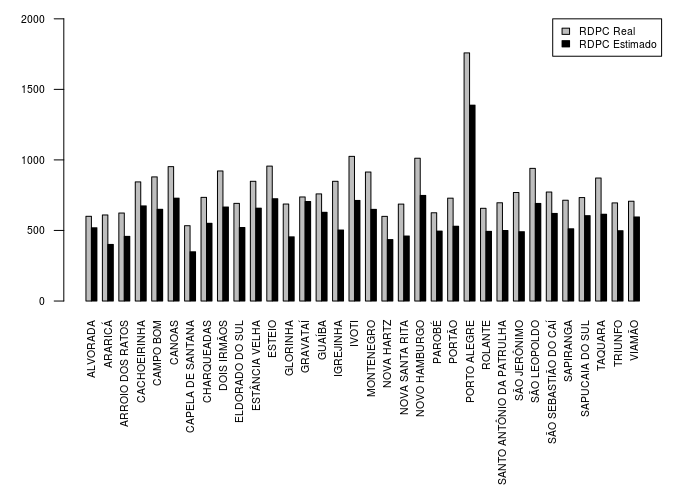 2000
1500
1000
500
0
RDPC Real
RDPC Estimado
ALVORADA
ARARICÁ
ARROIO DOS RATOS
CACHOEIRINHA
CAMPO BOM
CANOAS
CAPELA DE SANTANA
CHARQUEADAS
DOIS IRMÃOS
ELDORADO DO SUL
ESTÂNCIA VELHA
ESTEIO
GLORINHA
GRAVATAÍ
GUAÍBA
IGREJINHA
IVOTI
MONTENEGRO
NOVA HARTZ
NOVA SANTA RITA
NOVO HAMBURGO
PAROBÉ
PORTÃO
PORTO ALEGRE
ROLANTE
SANTO ANTÔNIO DA PATRULHA
SÃO JERÔNIMO
SÃO LEOPOLDO
SÃO SEBASTIÃO DO CAÍ
SAPIRANGA
SAPUCAIA DO SUL
TAQUARA
TRIUNFO
VIAMÃO